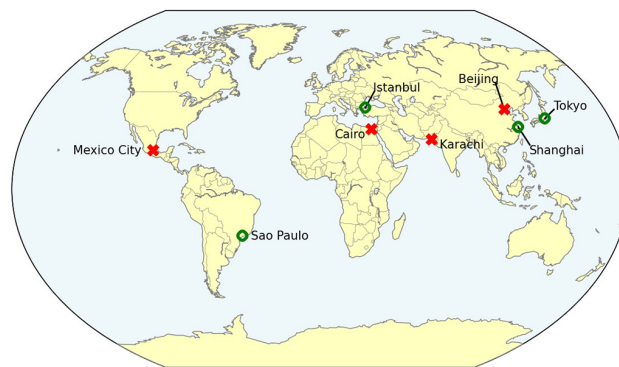 Istanbul
Beijing
Tokyo
Cairo
Karachi
Shanghai
Mexico City
Sao Paulo